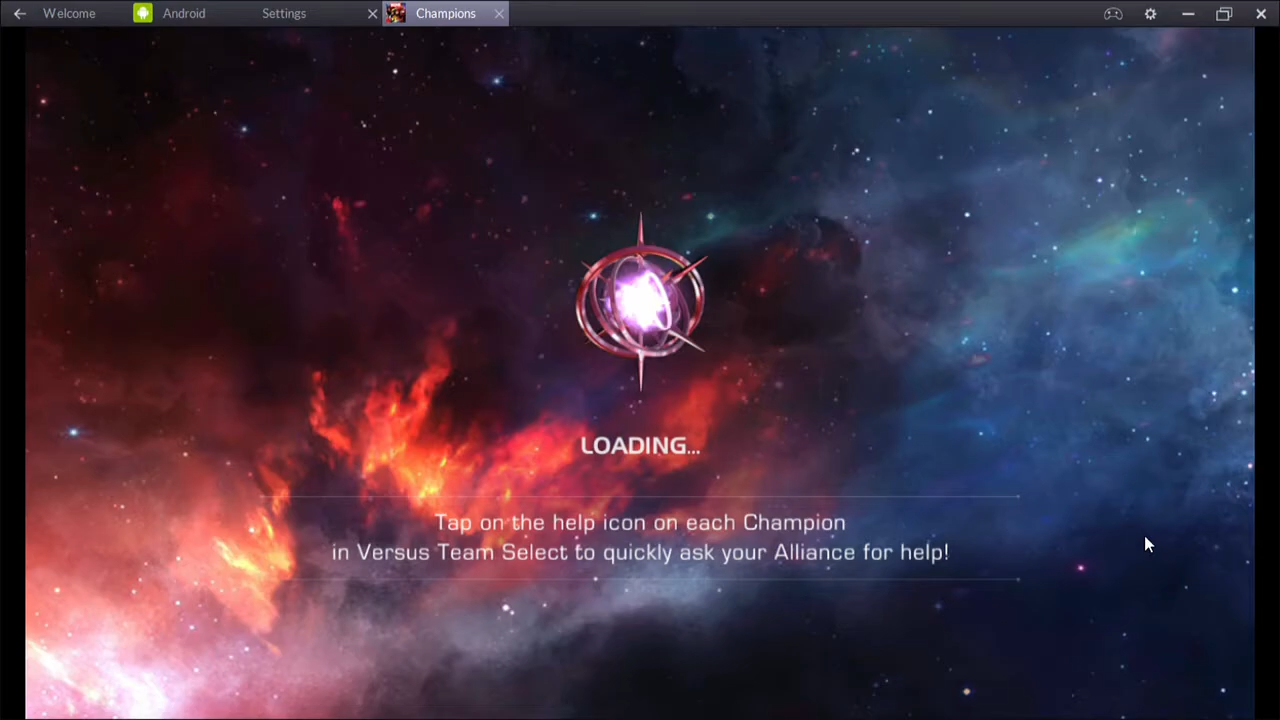 Welcome
Android
Settings
Champions
LOADING...
Tap on the help icon on each Champion
in Versus Team Select to quickly ask your Alliance for help!